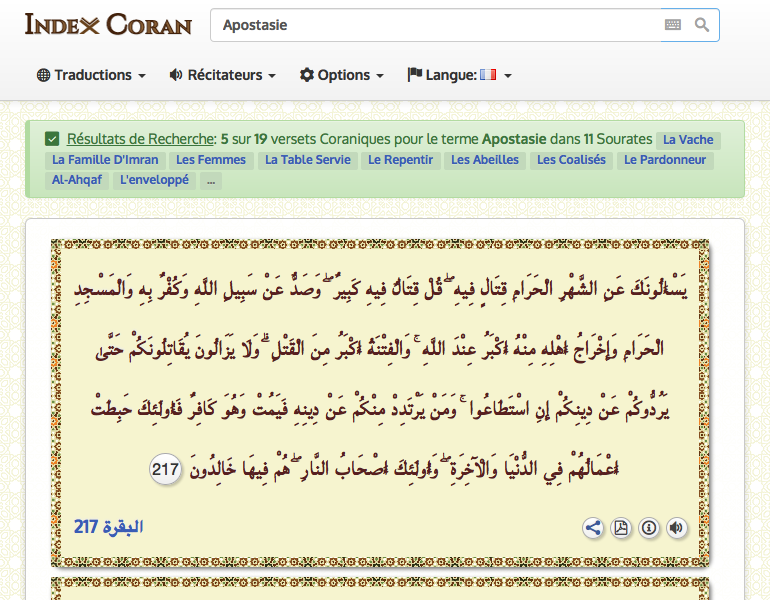 INDEX CORAN
Apostasie
Traductions
Récitateurs
Options
Langue:
Résultats de Recherche: 5 sur 19 versets Coraniques pour le terme Apostasie dans 11 Sourates La Vache
La Famille D'Imran Les Femmes La Table Servie Le Repentir Les Abeilles Les Coalisés Le Pardonneur
Al-Ahqaf L'enveloppé ...
يَسْأَلُونَكَ عَنِ الشَّهْرِ الْحَرَامِ قِتَالٍ فِيهِ ۖ قُلْ قِتَالٌ فِيهِ كَبِيرٌ ۖ وَصَدٌّ عَنْ سَبِيلِ اللَّهِ وَكُفْرٌ بِهِ وَالْمَسْجِدِ
الْحَرَامِ وَإِخْرَاجُ أَهْلِهِ مِنْهُ أَكْبَرُ عِنْدَ اللَّهِ ۚ وَالْفِتْنَةُ أَكْبَرُ مِنَ الْقَتْلِ ۗ وَلَا يَزَالُونَ يُقَاتِلُونَكُمْ حَتَّىٰ
يَرُدُّوكُمْ عَنْ دِينِكُمْ إِنِ اسْتَطَاعُوا ۚ وَمَنْ يَرْتَدِدْ مِنْكُمْ عَنْ دِينِهِ فَيَمُتْ وَهُوَ كَافِرٌ فَأُولَٰئِكَ حَبِطَتْ
أَعْمَالُهُمْ فِي الدُّنْيَا وَالْآخِرَةِ ۖ وَأُولَٰئِكَ أَصْحَابُ النَّارِ ۖ هُمْ فِيهَا خَالِدُونَ 217
البقرة 217